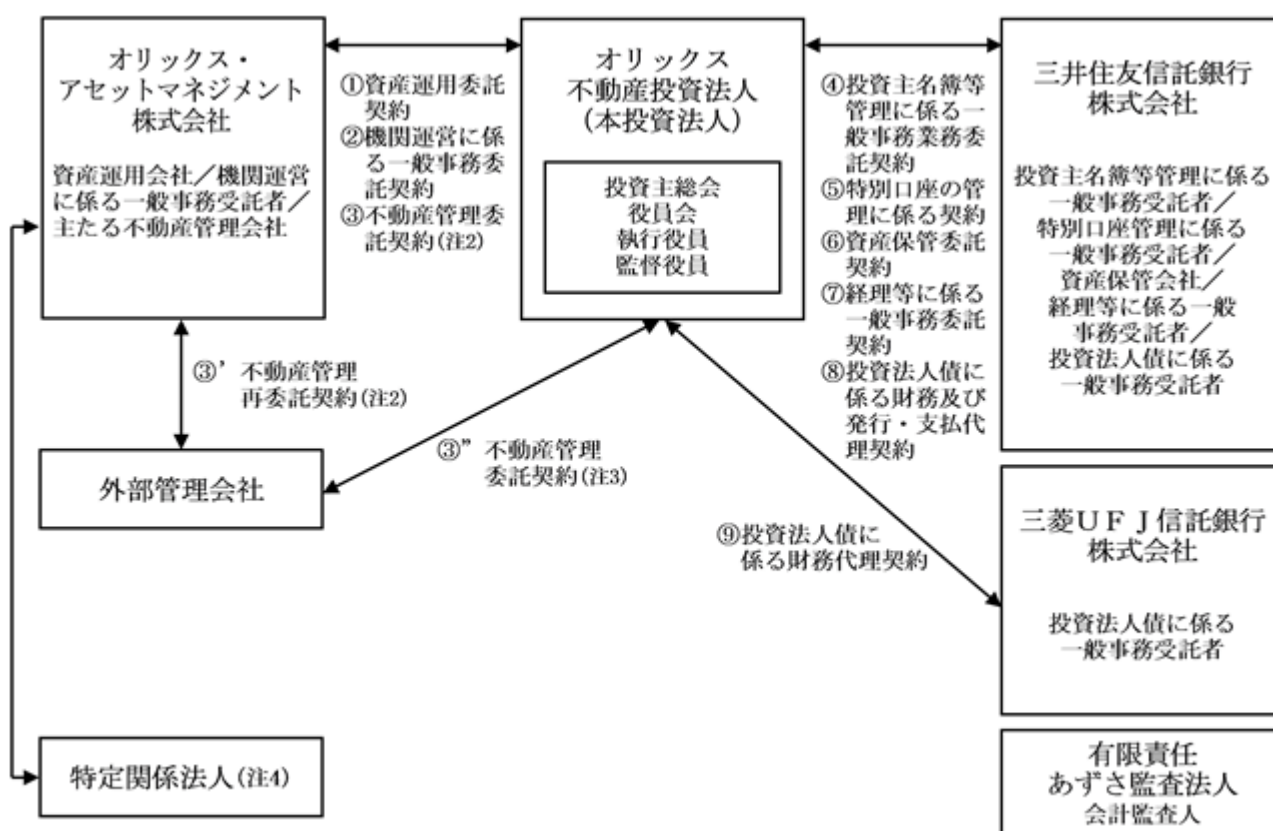 オリックス・
アセットマネジメント
株式会社
資産運用会社／機関運営
に係る一般事務受託者／
主たる不動産管理会社
①資産運用委託
契約
②機関運営に係
る一般事務委
託契約
③不動産管理委
託契約(注2)
オリックス
不動産投資法人
（本投資法人）
投資主総会
役員会
執行役員
監督役員
④投資主名簿等
管理に係る一
般事務業務委
託契約
⑤特別口座の管
理に係る契約
⑥資産保管委託
契約
⑦経理等に係る
一般事務委託
契約
⑧投資法人債に
係る財務及び
発行・支払代
理契約
三井住友信託銀行
株式会社
投資主名簿等管理に係る
一般事務受託者／
特別口座管理に係る
一般事務受託者／
資産保管会社／
経理等に係る一般
事務受託者／
投資法人債に係る
一般事務受託者
③’不動産管理
再委託契約(注2)
外部管理会社
③”不動産管理
委託契約(注3)
⑨投資法人債に
係る財務代理契約
三菱ＵＦＪ信託銀行
株式会社
投資法人債に係る
一般事務受託者
特定関係法人(注4)
有限責任
あずさ監査法人
会計監査人